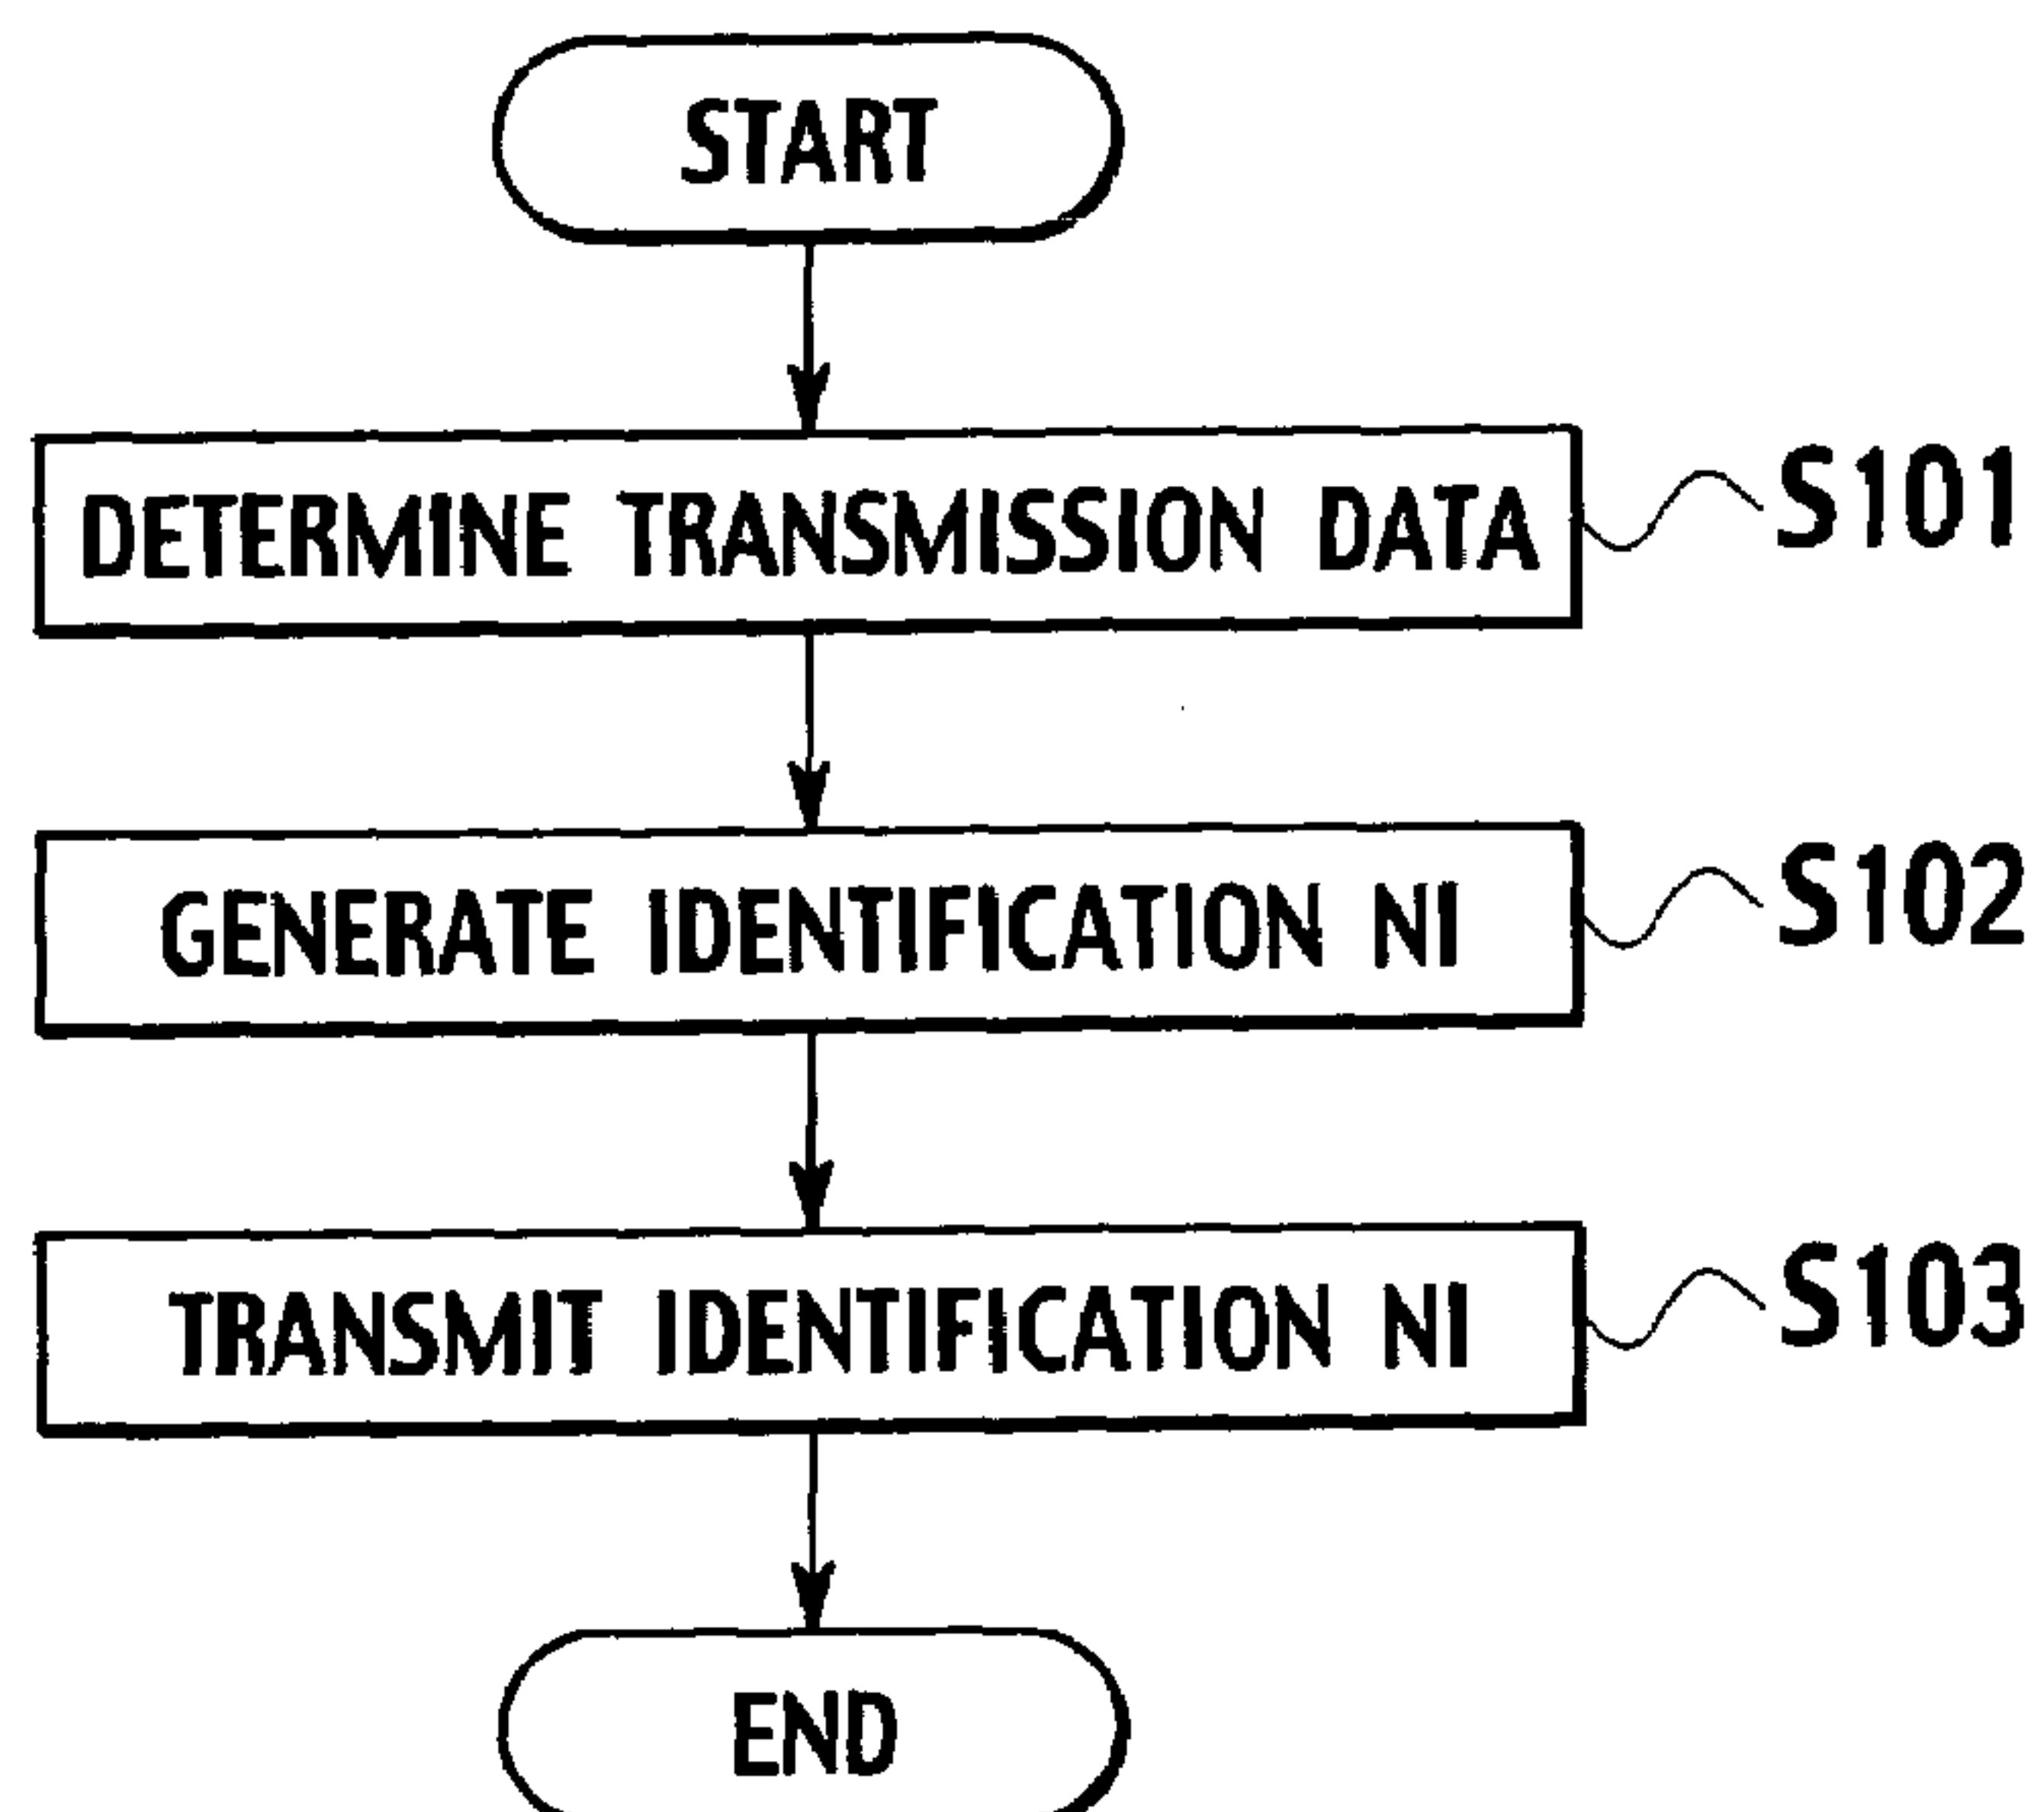 START
DETERMINE TRANSMISSION DATA
S101
GENERATE IDENTIFICATION NI
S102
TRANSMIT IDENTIFICATION NI
S103
END